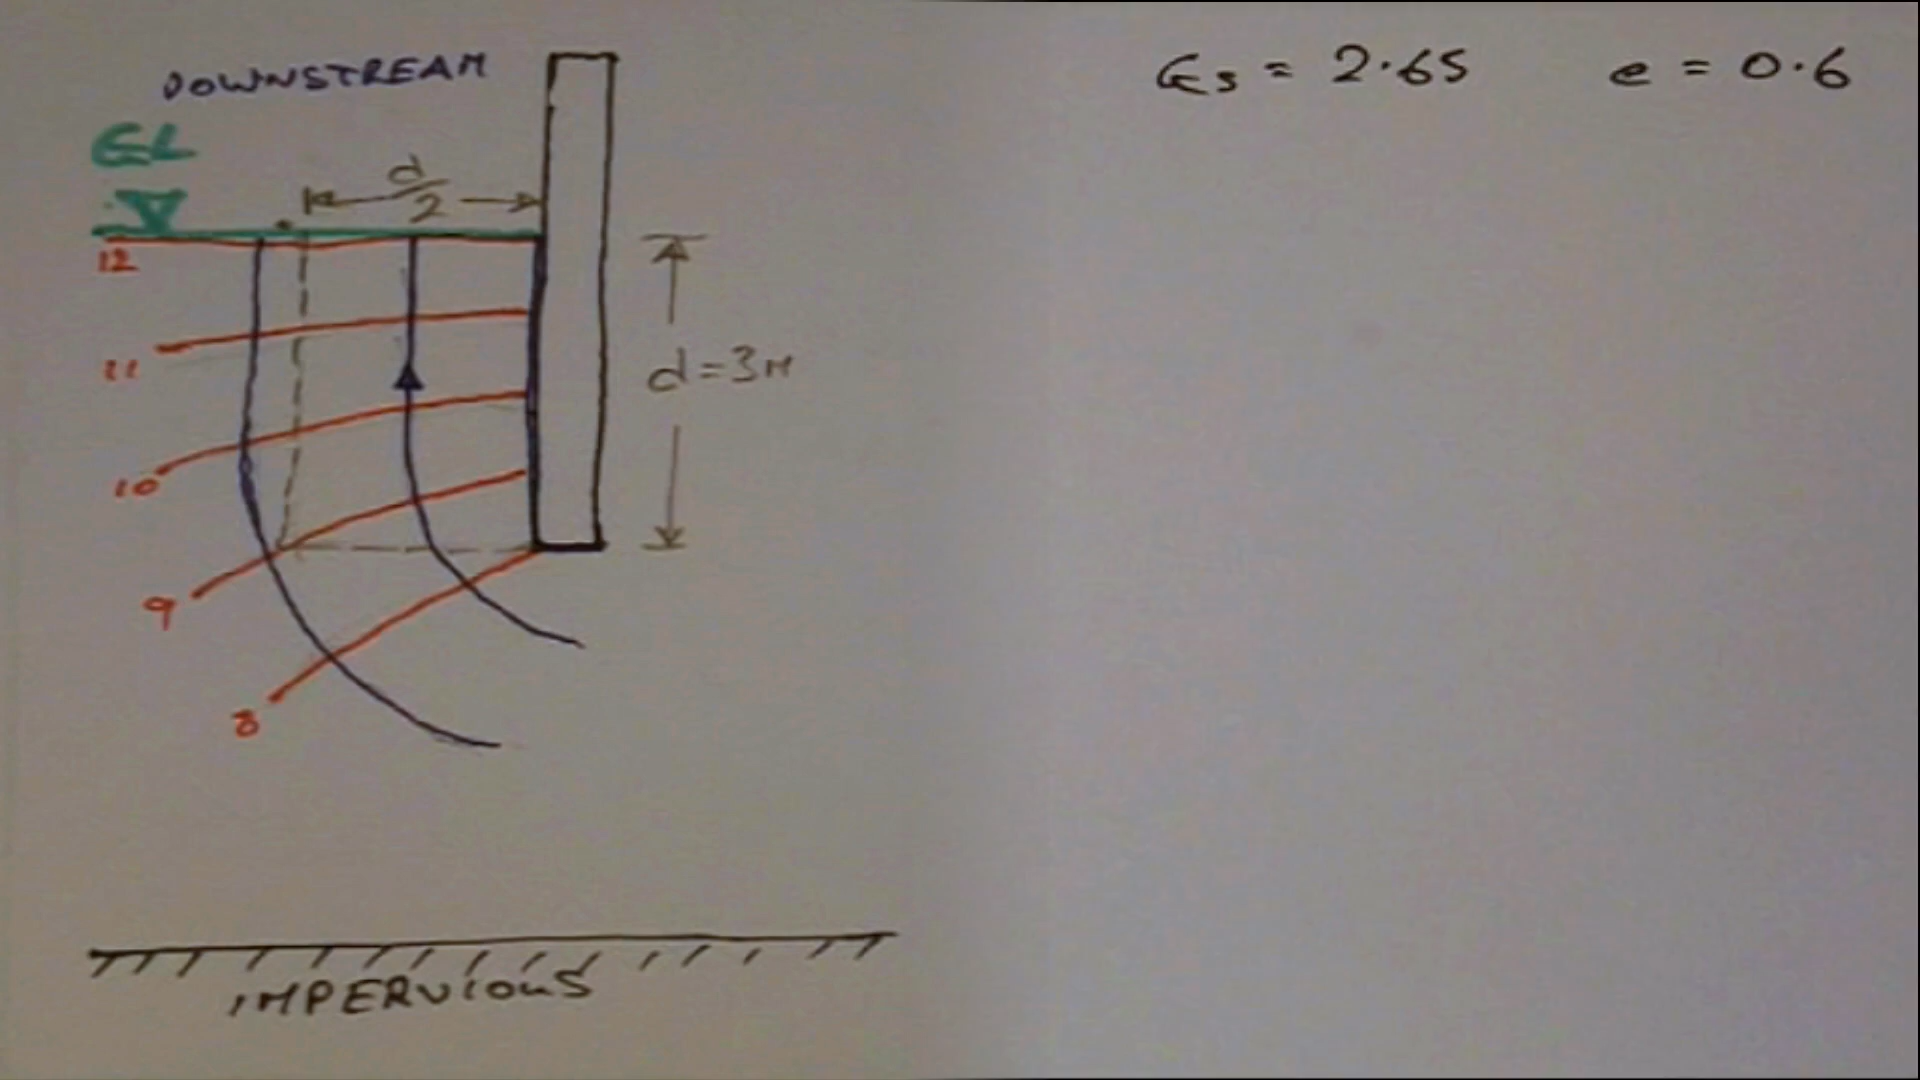 DOWNSTREAM
Gs = 2.65 e = 0.6
GL
d/2
12
11
d = 3M
10
9
8
IMPERVIOUS